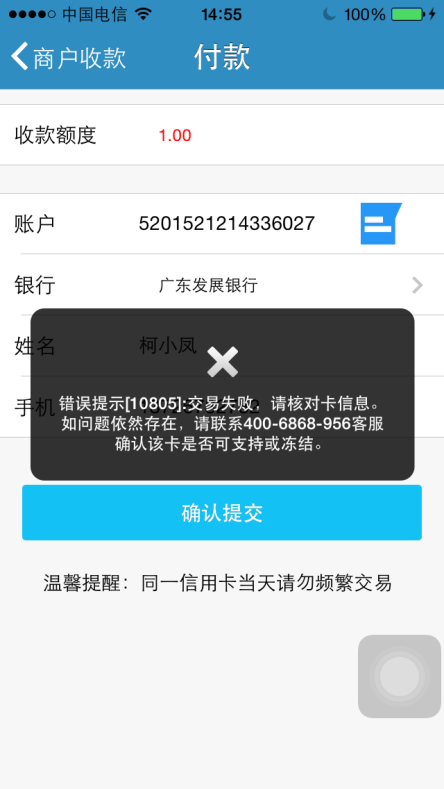 中国电信 14:55 100%
商户收款 付款
收款额度 1.00
账户 5201521214336027
银行 广东发展银行
姓名 柯小凤
手机
错误提示[10805]:交易失败，请核对卡信息。
如问题依然存在，请联系400-6868-956客服
确认该卡是否可支持或冻结。
确认提交
温馨提醒：同一信用卡当天请勿频繁交易